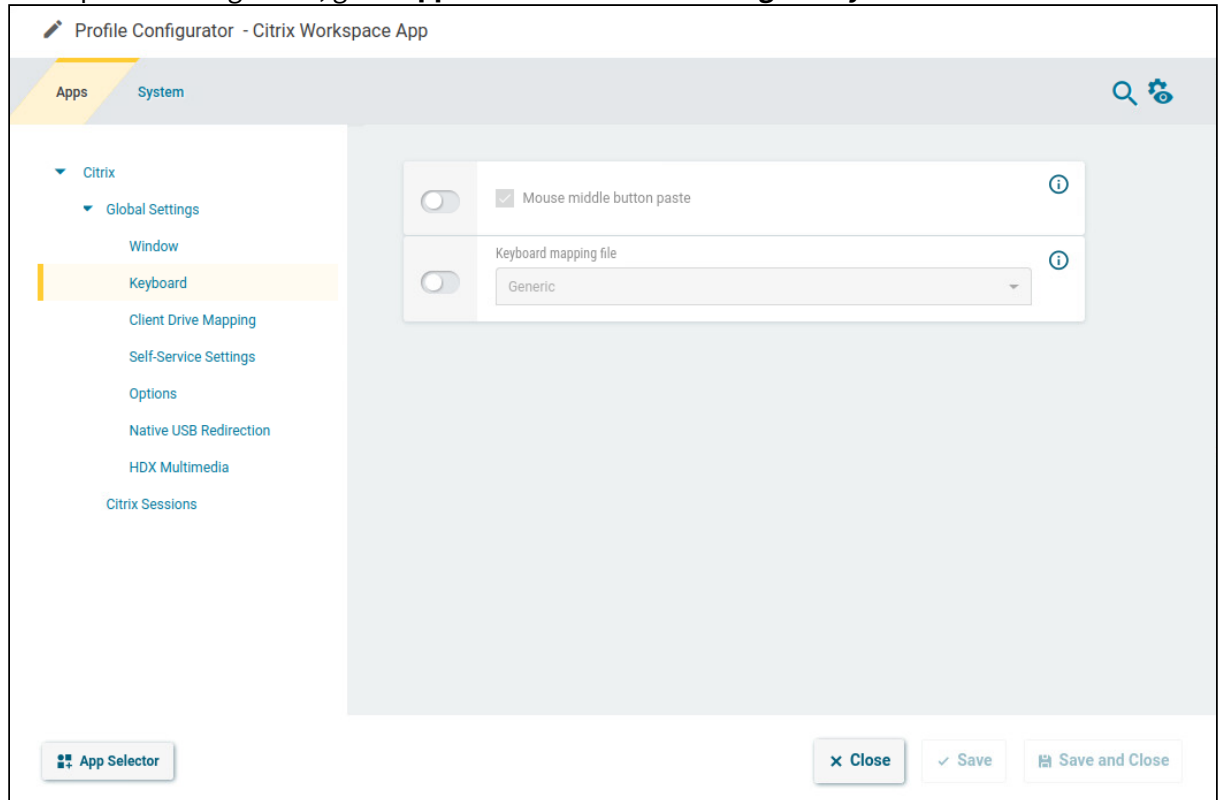 Profile Configurator - Citrix Workspace App
Apps
System
Citrix
Global Settings
Window
Keyboard
Client Drive Mapping
Self-Service Settings
Options
Native USB Redirection
HDX Multimedia
Citrix Sessions
Mouse middle button paste
Keyboard mapping file
Generic
App Selector
Close
Save
Save and Close